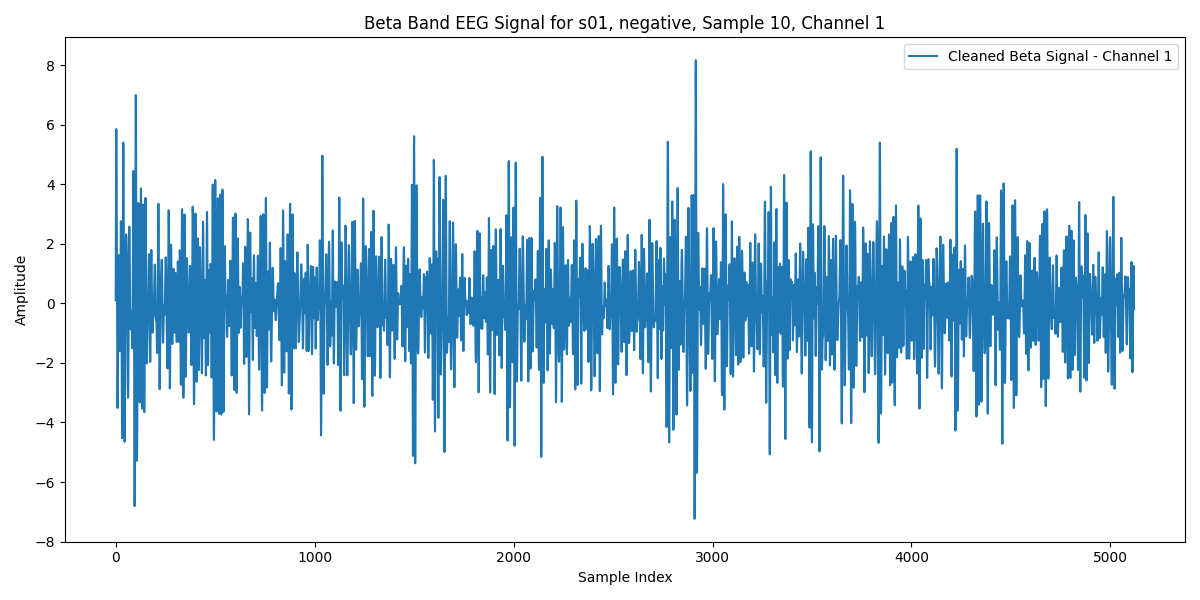 Beta Band EEG Signal for s01, negative, Sample 10, Channel 1
Cleaned Beta Signal - Channel 1
8
6
4
2
0
−2
−4
−6
−8
Amplitude
0 1000 2000 3000 4000 5000
Sample Index